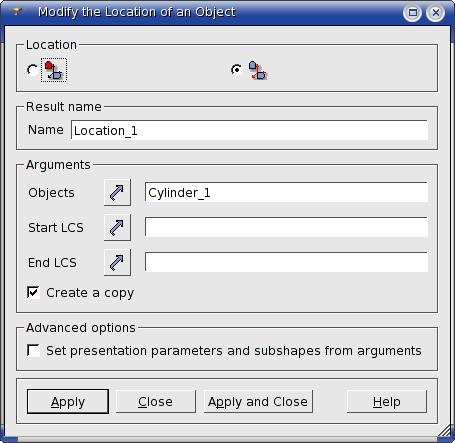 Modify the Location of an Object
Location
Result name
Name Location_1
Arguments
Objects Cylinder_1
Start LCS
End LCS
Create a copy
Advanced options
Set presentation parameters and subshapes from arguments
Apply Close Apply and Close Help